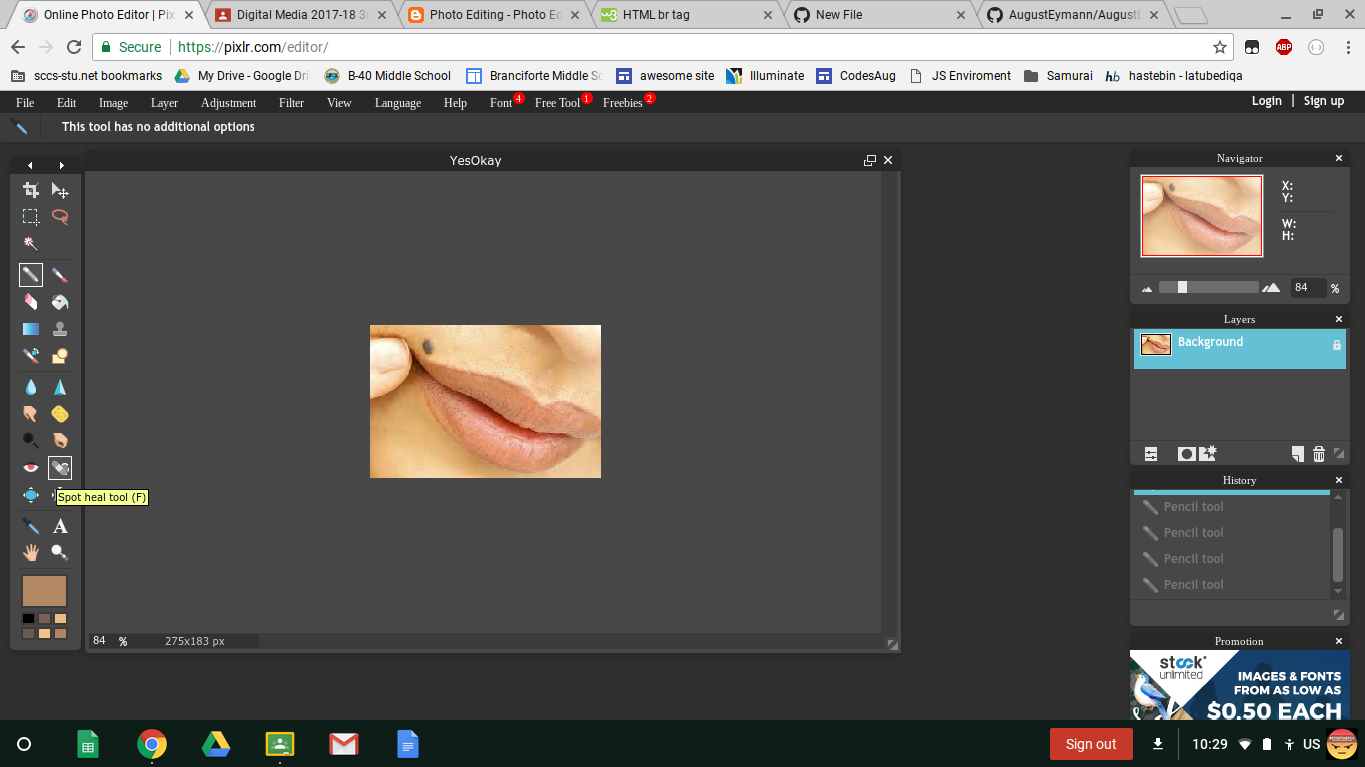 Online Photo Editor | Pix
Digital Media 2017-18 3
Photo Editing - Photo Ed
HTML br tag
New File
AugustEymann/August
Secure
https://pixlr.com/editor/
ABP
sccs-stu.net bookmarks
My Drive - Google Dri
B-40 Middle School
Branciforte Middle Sc
awesome site
Illuminate
CodesAug
JS Enviroment
Samurai
hb
hastebin - latubediqa
File
Edit
Image
Layer
Adjustment
Filter
View
Language
Help
Font 4
Free Tool 1
Freebies 2
Login | Sign up
This tool has no additional options
YesOkay
Spot heal tool (F)
A
84 %
275x183 px
Navigator
X:
Y:
W:
H:
84 %
Layers
Background
History
Pencil tool
Pencil tool
Pencil tool
Pencil tool
Promotion
stock
unlimited
IMAGES & FONTS
FROM AS LOW AS
$0.50 EACH
Sign out
10:29
US